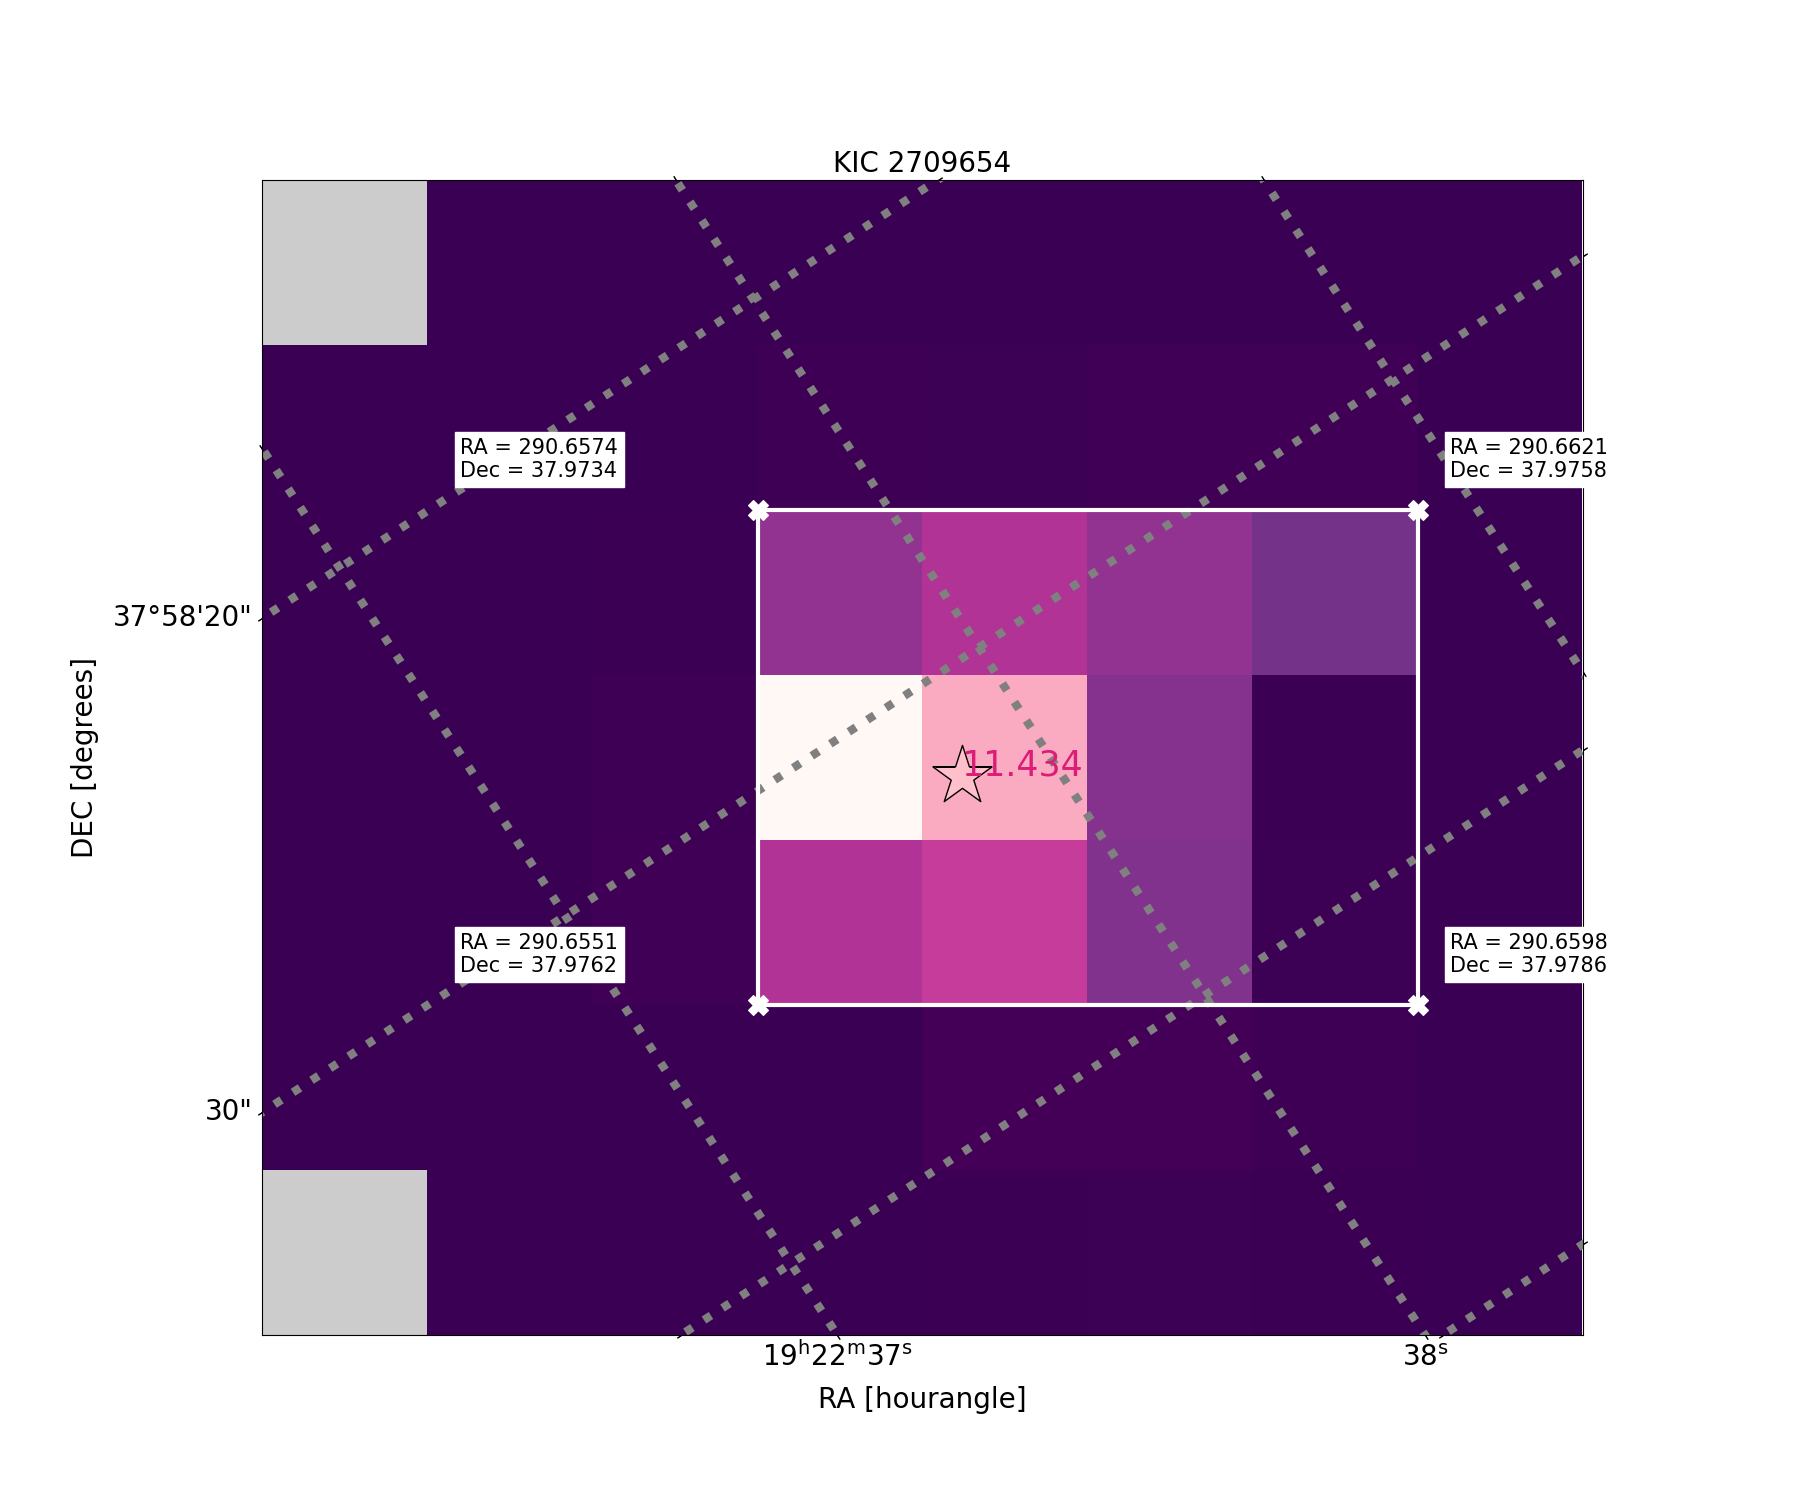 KIC 2709654
RA = 290.6574
Dec = 37.9734
RA = 290.6621
Dec = 37.9758
37°58'20"
11.434
DEC [degrees]
RA = 290.6551
Dec = 37.9762
RA = 290.6598
Dec = 37.9786
30"
19ʰ22ᵐ37ˢ
38ˢ
RA [hourangle]